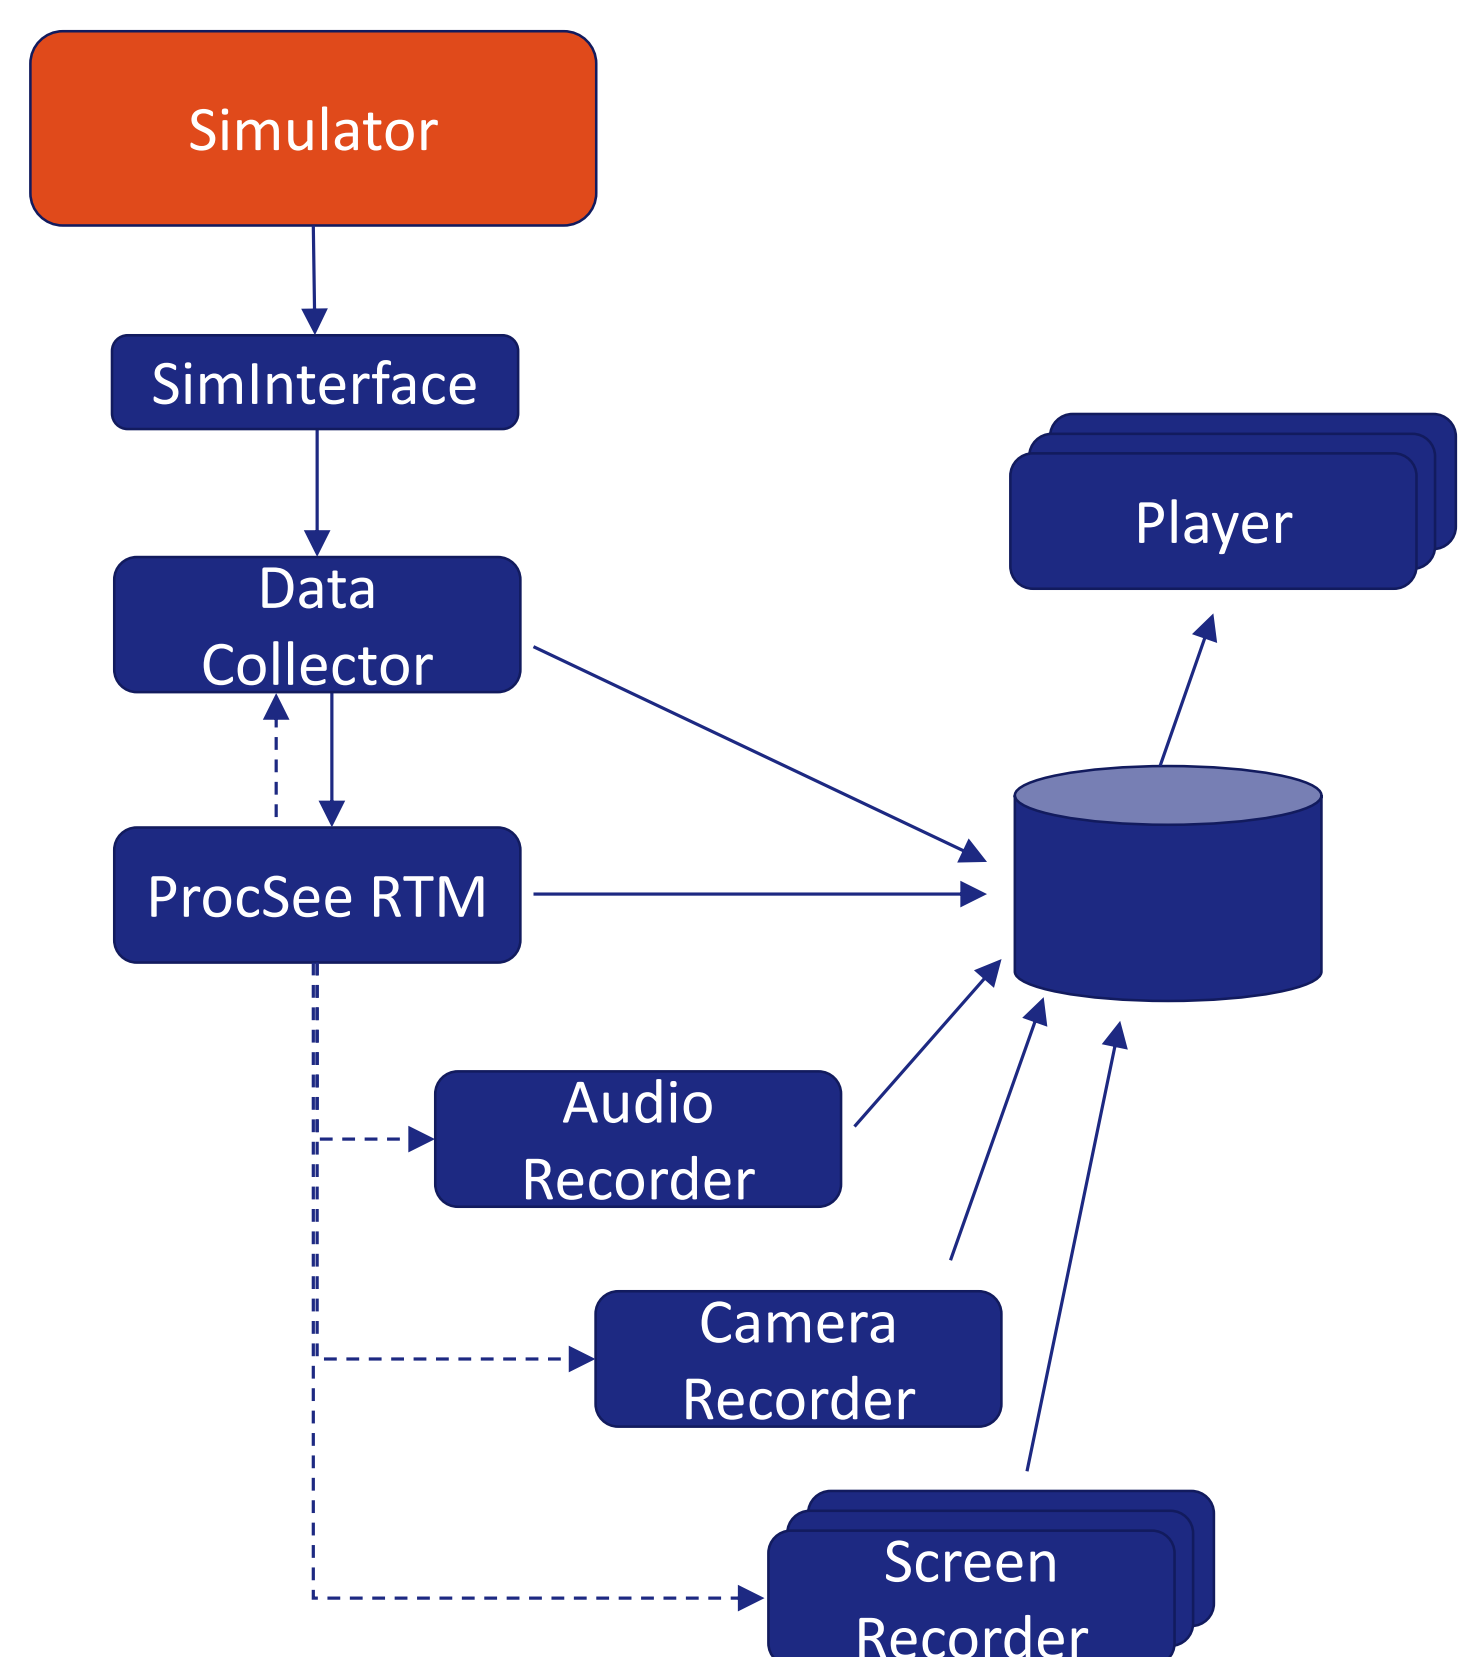 Simulator
SimInterface
Player
Data
Collector
ProcSee RTM
Audio
Recorder
Camera
Recorder
Screen
Recorder